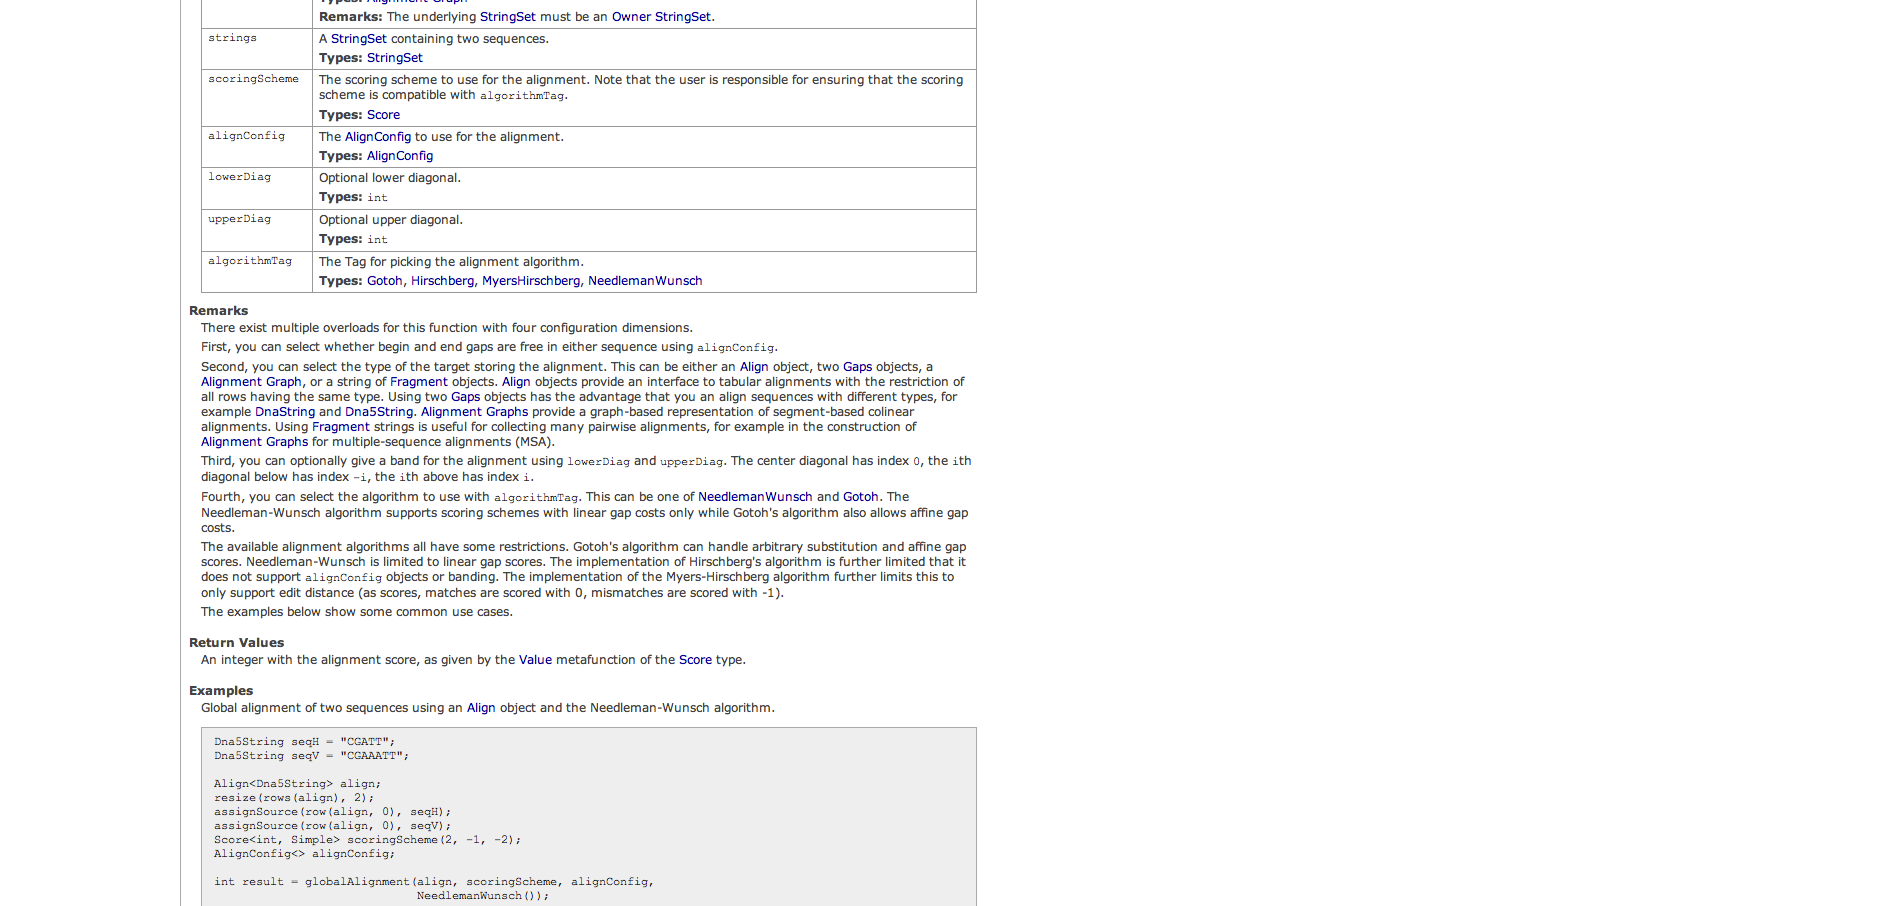 Types: Alignment Graph
Remarks: The underlying StringSet must be an Owner StringSet.
strings
A StringSet containing two sequences.
Types: StringSet
scoringScheme
The scoring scheme to use for the alignment. Note that the user is responsible for ensuring that the scoring
scheme is compatible with algorithmTag.
Types: Score
alignConfig
The AlignConfig to use for the alignment.
Types: AlignConfig
lowerDiag
Optional lower diagonal.
Types: int
upperDiag
Optional upper diagonal.
Types: int
algorithmTag
The Tag for picking the alignment algorithm.
Types: Gotoh, Hirschberg, MyersHirschberg, NeedlemanWunsch
Remarks
There exist multiple overloads for this function with four configuration dimensions.
First, you can select whether begin and end gaps are free in either sequence using alignConfig.
Second, you can select the type of the target storing the alignment. This can be either an Align object, two Gaps objects, a
Alignment Graph, or a string of Fragment objects. Align objects provide an interface to tabular alignments with the restriction of
all rows having the same type. Using two Gaps objects has the advantage that you an align sequences with different types, for
example DnaString and Dna5String. Alignment Graphs provide a graph-based representation of segment-based colinear
alignments. Using Fragment strings is useful for collecting many pairwise alignments, for example in the construction of
Alignment Graphs for multiple-sequence alignments (MSA).
Third, you can optionally give a band for the alignment using lowerDiag and upperDiag. The center diagonal has index 0, the ith
diagonal below has index -i, the ith above has index i.
Fourth, you can select the algorithm to use with algorithmTag. This can be one of NeedlemanWunsch and Gotoh. The
Needleman-Wunsch algorithm supports scoring schemes with linear gap costs only while Gotoh's algorithm also allows affine gap
costs.
The available alignment algorithms all have some restrictions. Gotoh's algorithm can handle arbitrary substitution and affine gap
scores. Needleman-Wunsch is limited to linear gap scores. The implementation of Hirschberg's algorithm is further limited that it
does not support alignConfig objects or banding. The implementation of the Myers-Hirschberg algorithm further limits this to
only support edit distance (as scores, matches are scored with 0, mismatches are scored with -1).
The examples below show some common use cases.
Return Values
An integer with the alignment score, as given by the Value metafunction of the Score type.
Examples
Global alignment of two sequences using an Align object and the Needleman-Wunsch algorithm.
Dna5String seqH = "CGATT";
Dna5String seqV = "CGAAATT";
Align<Dna5String> align;
resize(rows(align), 2);
assignSource(row(align, 0), seqH);
assignSource(row(align, 0), seqV);
Score<int, Simple> scoringScheme(2, -1, -2);
AlignConfig<> alignConfig;
int result = globalAlignment(align, scoringScheme, alignConfig,
NeedlemanWunsch());